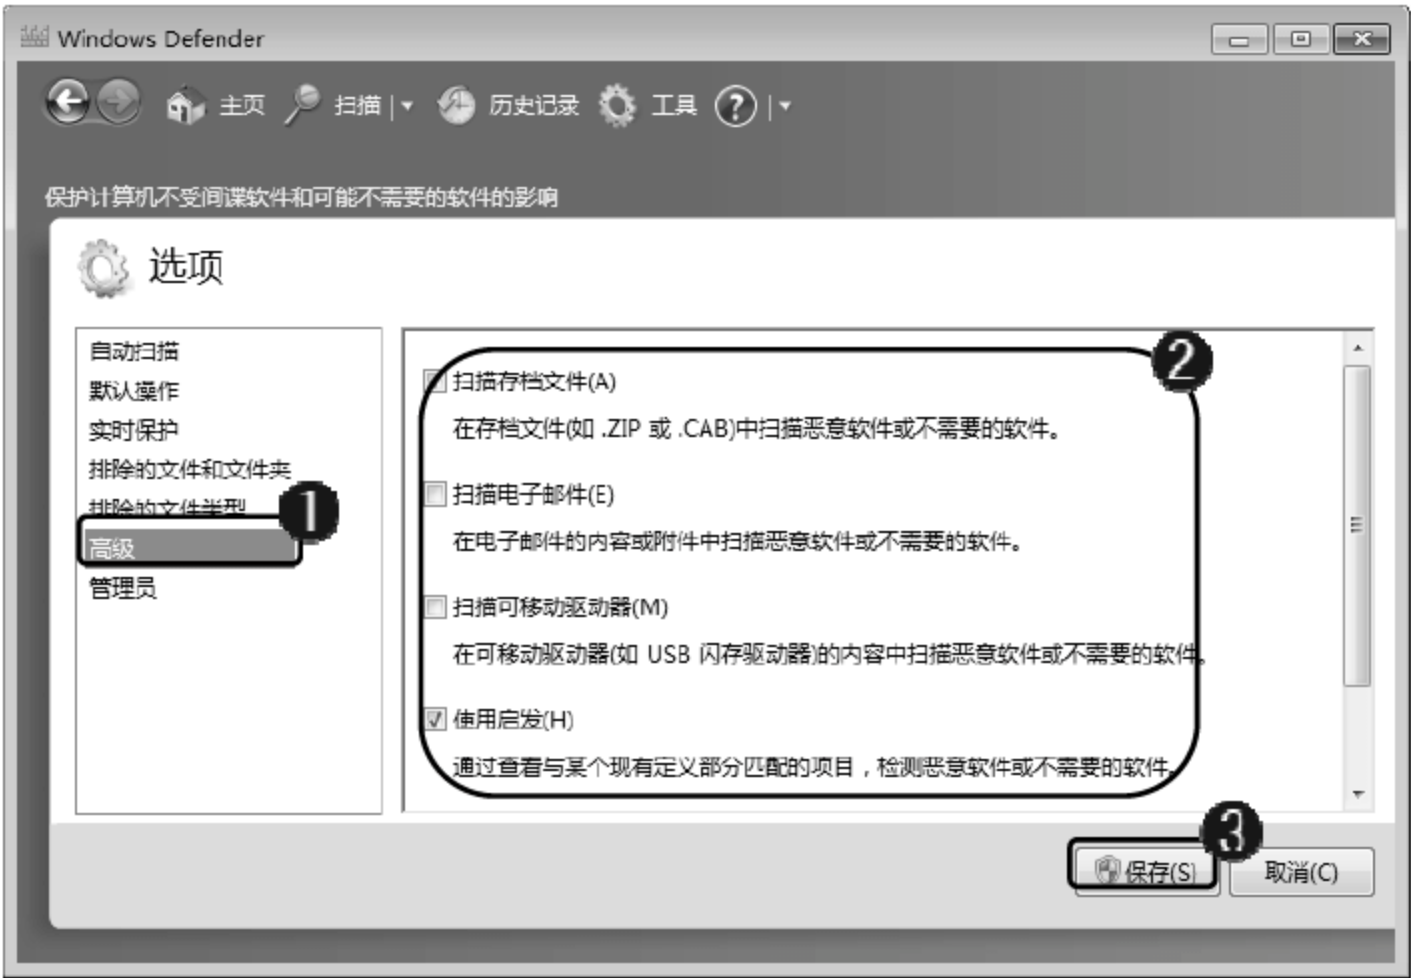 Windows Defender
主页 扫描 历史记录 工具 ?
保护计算机不受间谍软件和可能不需要的软件的影响
选项
自动扫描
默认操作
实时保护
排除的文件和文件夹
排除的文件类型
1
高级
管理员
2
扫描存档文件(A)
在存档文件(如 .ZIP 或 .CAB)中扫描恶意软件或不需要的软件。
扫描电子邮件(E)
在电子邮件的内容或附件中扫描恶意软件或不需要的软件。
扫描可移动驱动器(M)
在可移动驱动器(如 USB 闪存驱动器)的内容中扫描恶意软件或不需要的软件。
使用启发(H)
通过查看与某个现有定义部分匹配的项目，检测恶意软件或不需要的软件。
3
保存(S) 取消(C)